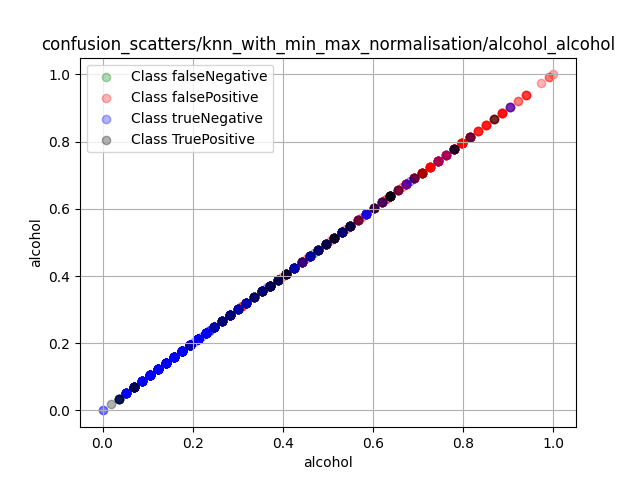 confusion_scatters/knn_with_min_max_normalisation/alcohol_alcohol
Class falseNegative
Class falsePositive
Class trueNegative
Class TruePositive
1.0
0.8
0.6
0.4
0.2
0.0
alcohol
0.0 0.2 0.4 0.6 0.8 1.0
alcohol